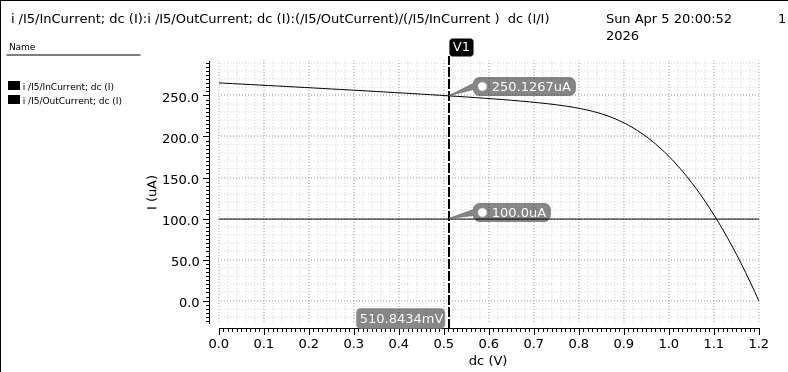 i /I5/InCurrent; dc (I):i /I5/OutCurrent; dc (I):(/I5/OutCurrent)/(/I5/InCurrent )  dc (I/I)
Sun Apr 5 20:00:52 2026
1
Name
i /I5/InCurrent; dc (I)
i /I5/OutCurrent; dc (I)
V1
250.1267uA
100.0uA
510.8434mV
I (uA)
250.0
200.0
150.0
100.0
50.0
0.0
0.0 0.1 0.2 0.3 0.4 0.5 0.6 0.7 0.8 0.9 1.0 1.1 1.2
dc (V)